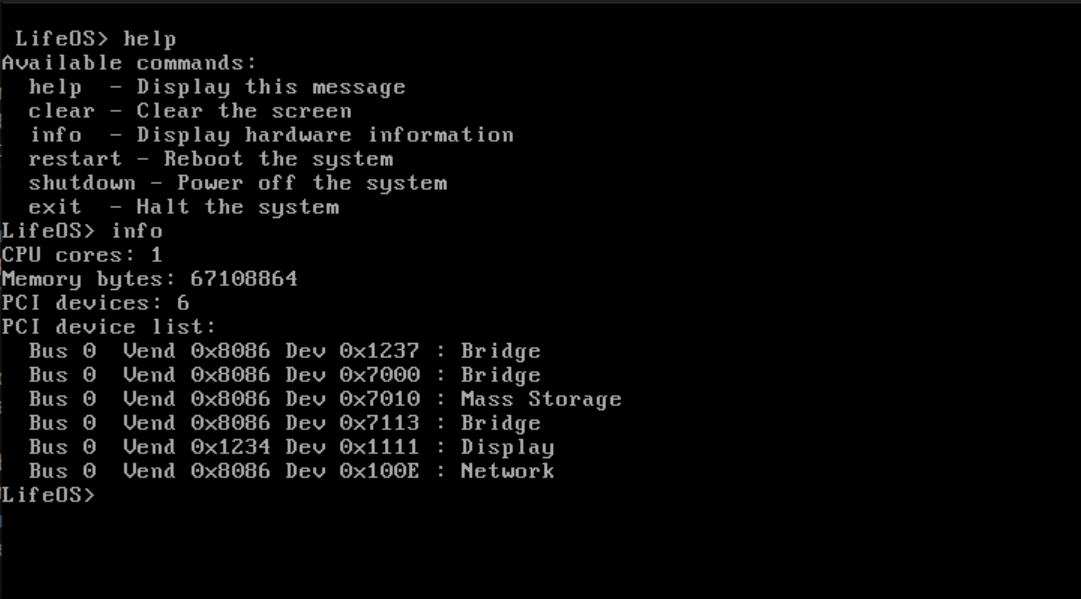 LifeOS> help
Available commands:
  help  - Display this message
  clear - Clear the screen
  info  - Display hardware information
  restart - Reboot the system
  shutdown - Power off the system
  exit  - Halt the system
LifeOS> info
CPU cores: 1
Memory bytes: 67108864
PCI devices: 6
PCI device list:
  Bus 0  Vend 0x8086 Dev 0x1237 : Bridge
  Bus 0  Vend 0x8086 Dev 0x7000 : Bridge
  Bus 0  Vend 0x8086 Dev 0x7010 : Mass Storage
  Bus 0  Vend 0x8086 Dev 0x7113 : Bridge
  Bus 0  Vend 0x1234 Dev 0x1111 : Display
  Bus 0  Vend 0x8086 Dev 0x100E : Network
LifeOS>